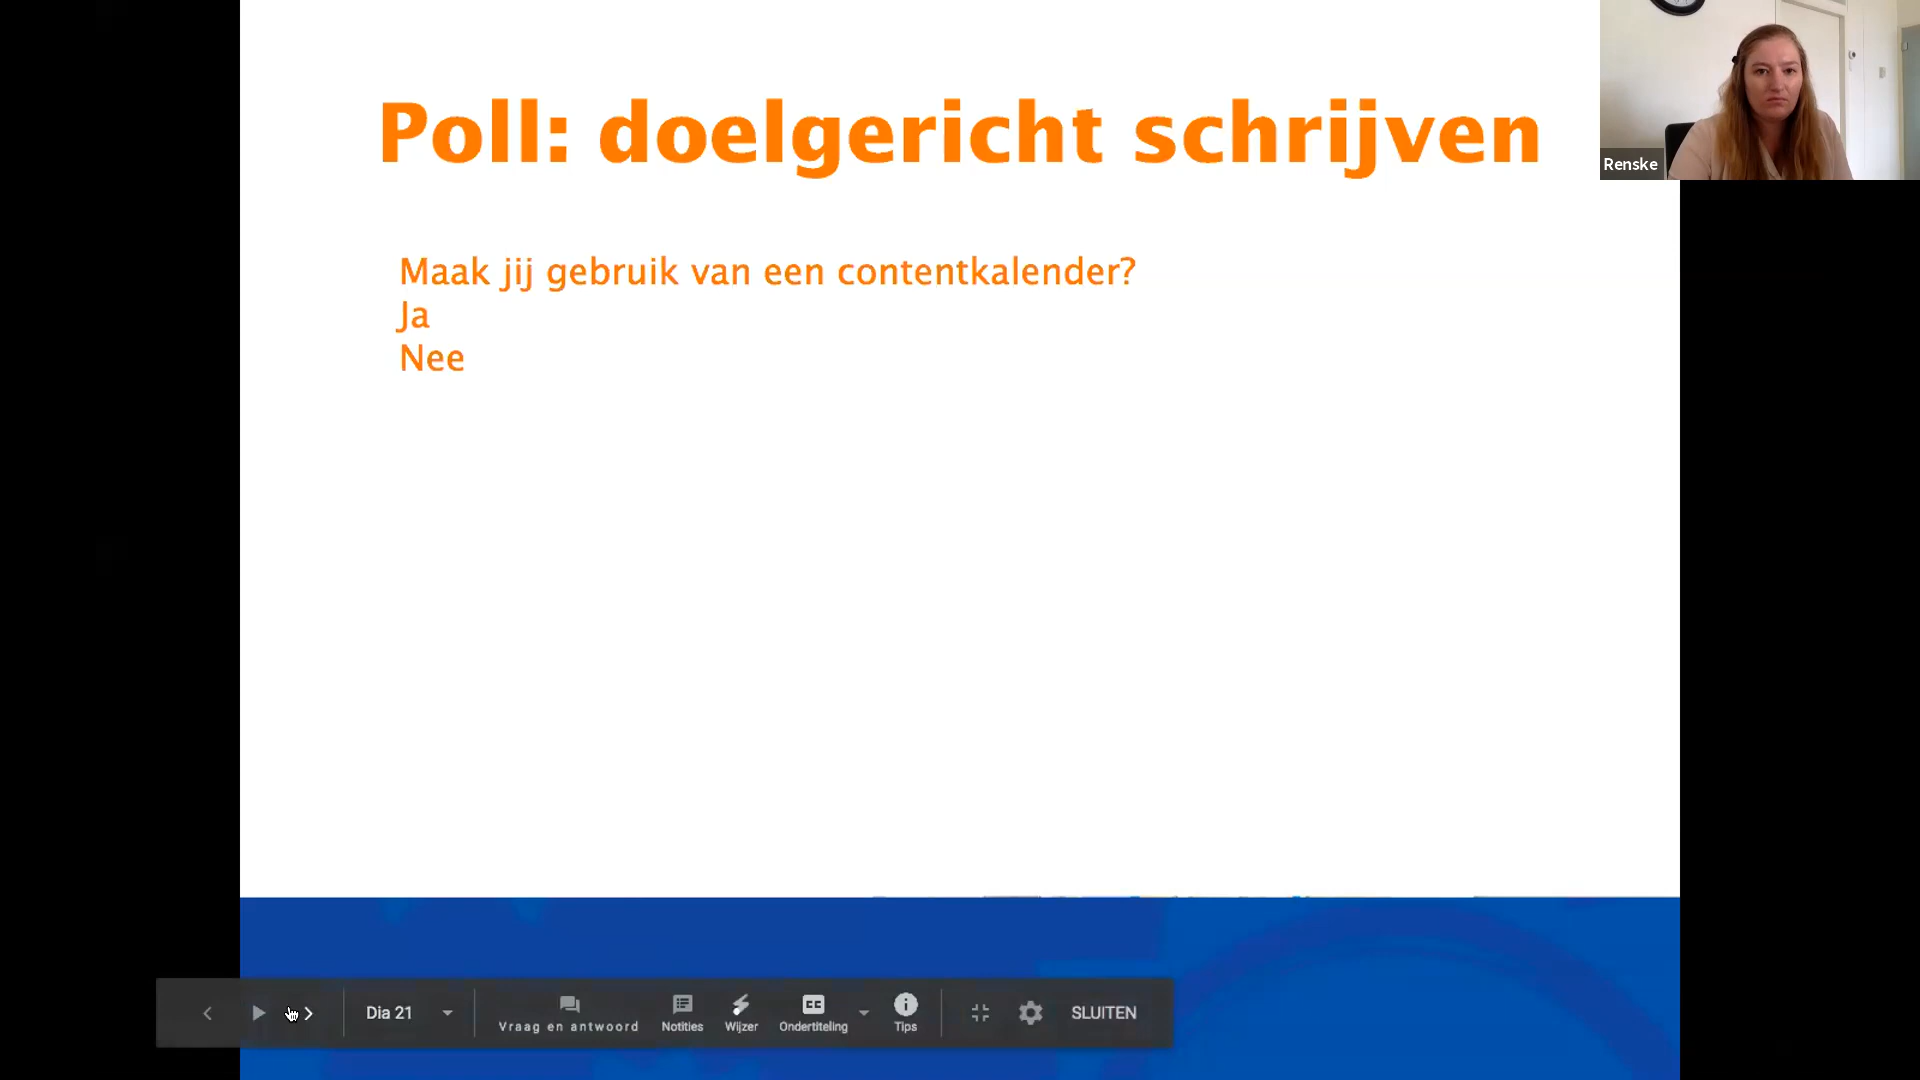 Poll: doelgericht schrijven
Renske
Maak jij gebruik van een contentkalender?
Ja
Nee
Dia 21
Vraag en antwoord
Notities
Wijzer
Ondertiteling
Tips
SLUITEN